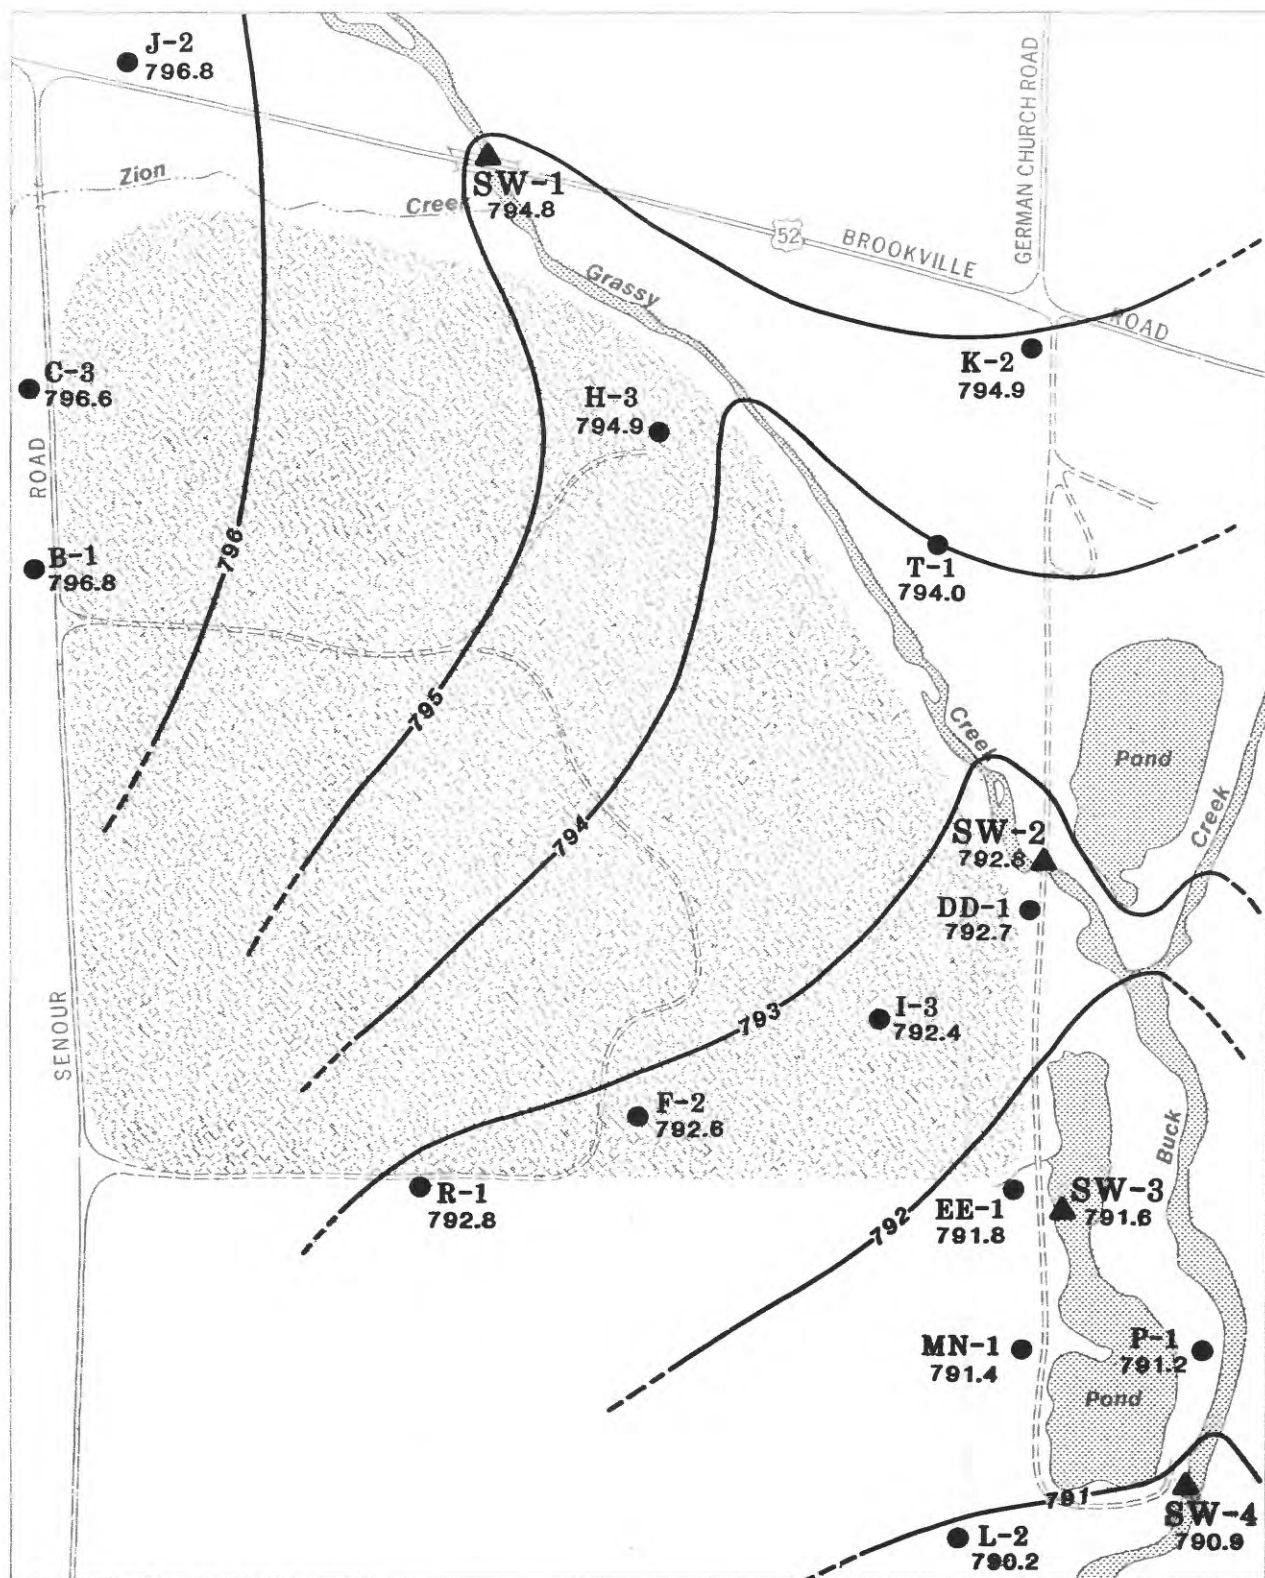 J-2
796.8
GERMAN CHURCH ROAD
Zion
Creek
SW-1
794.8
52
BROOKVILLE
ROAD
Grassy
K-2
794.9
C-3
796.6
H-3
794.9
ROAD
796
B-1
796.8
T-1
794.0
795
Creek
Pond
Creek
794
SW-2
792.8
DD-1
792.7
793
I-3
792.4
SENOUR
F-2
792.6
Buck
R-1
792.8
792
EE-1
791.8
SW-3
791.6
MN-1
791.4
P-1
791.2
Pond
791
L-2
790.2
SW-4
790.9